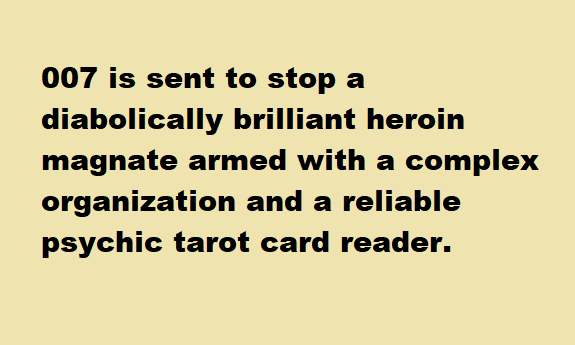 007 is sent to stop a
diabolically brilliant heroin
magnate armed with a complex
organization and a reliable
psychic tarot card reader.